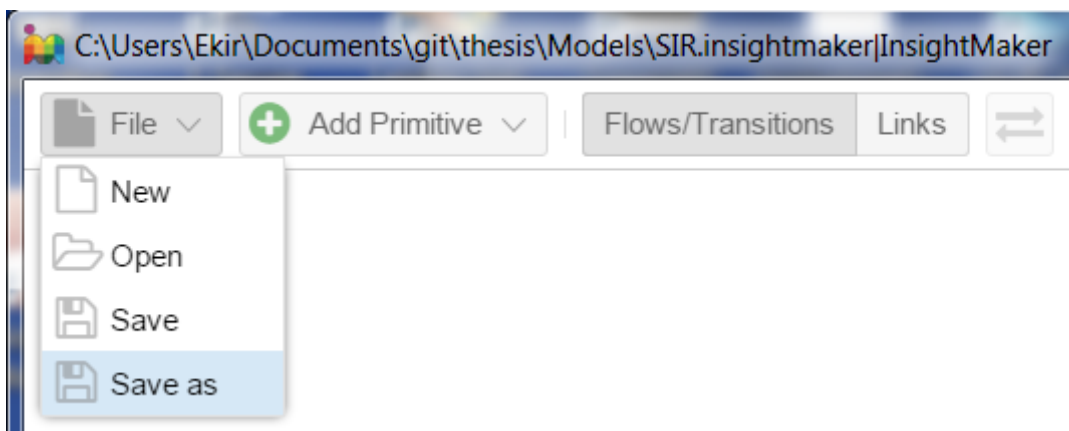 C:\Users\Ekir\Documents\git\thesis\Models\SIR.insightmaker|InsightMaker
File Add Primitive Flows/Transitions Links
New
Open
Save
Save as